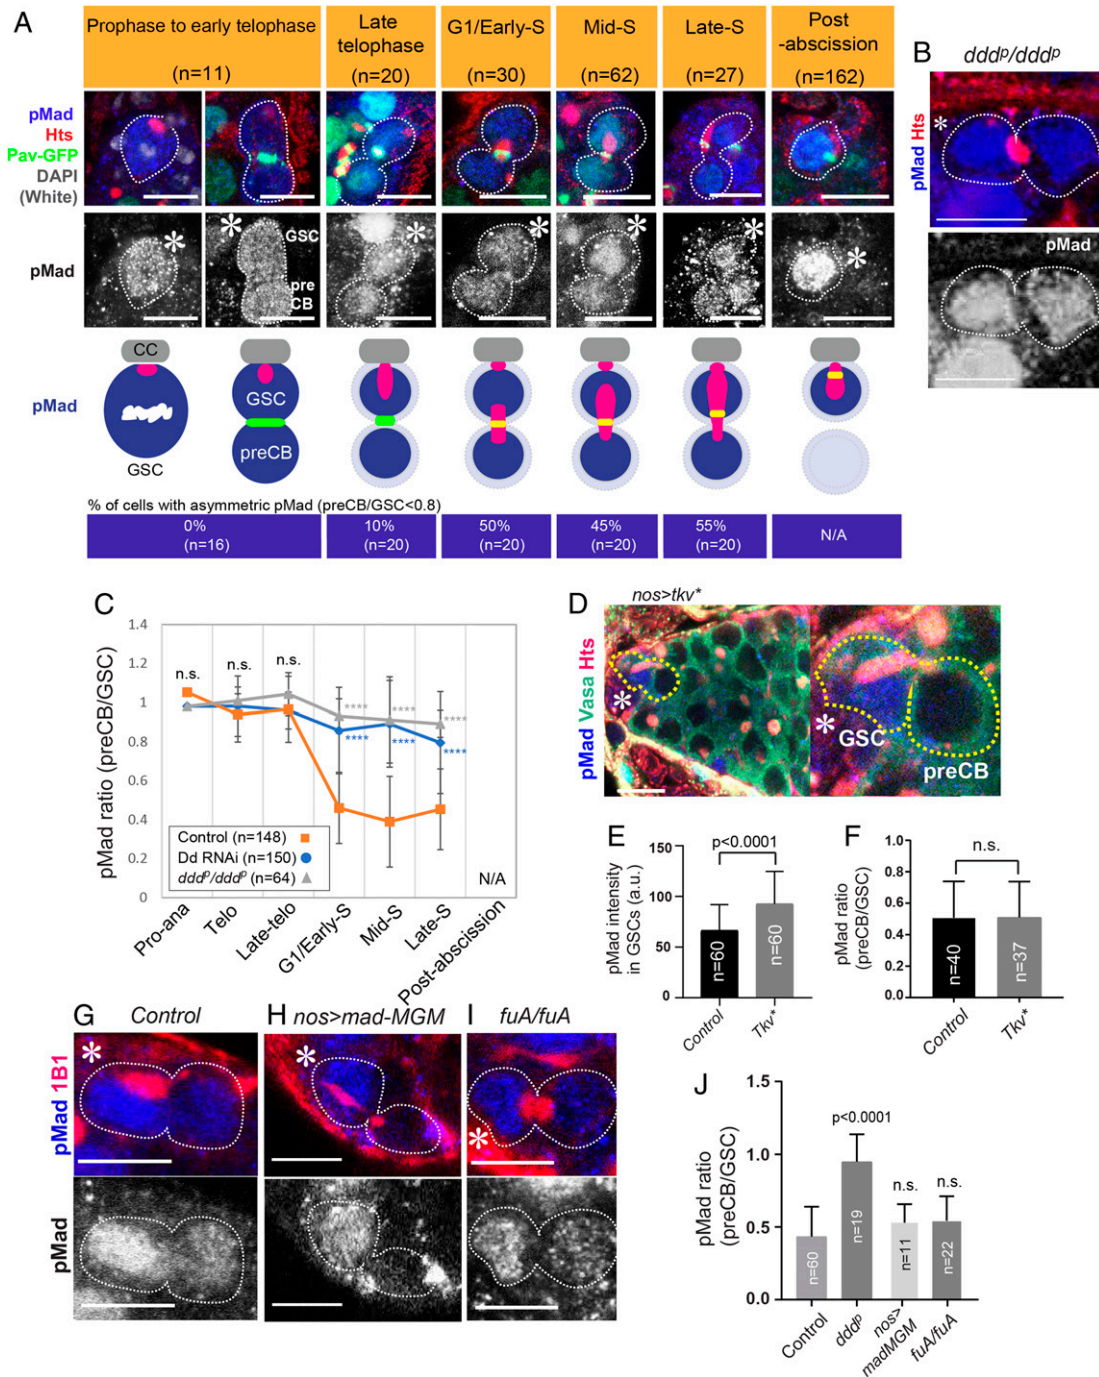 A
Prophase to early telophase
(n=11)
Late
telophase
(n=20)
G1/Early-S
(n=30)
Mid-S
(n=62)
Late-S
(n=27)
Post
-abscission
(n=162)
pMad
Hts
Pav-GFP
DAPI
(White)
pMad
*
*
GSC
pre
CB
*
*
*
*
*
pMad
CC
GSC
GSC
preCB
% of cells with asymmetric pMad (preCB/GSC<0.8)
0%
(n=16)
10%
(n=20)
50%
(n=20)
45%
(n=20)
55%
(n=20)
N/A
B
dddᵖ/dddᵖ
pMad Hts
*
pMad
C
pMad ratio (preCB/GSC)
1.4
1.2
1
0.8
0.6
0.4
0.2
0
n.s.
n.s.
n.s.
****
****
****
****
****
****
Control (n=148)
Dd RNAi (n=150)
dddᵖ/dddᵖ (n=64)
N/A
Pro-ana
Telo
Late-telo
G1/Early-S
Mid-S
Late-S
Post-abscission
D
nos>tkv*
pMad Vasa Hts
*
*
GSC
preCB
E
pMad intensity
in GSCs (a.u.)
150
100
50
0
p<0.0001
n=60
n=60
Control
Tkv*
F
pMad ratio
(preCB/GSC)
1.0
0.8
0.6
0.4
0.2
0.0
n.s.
n=40
n=37
Control
Tkv*
G
Control
pMad 1B1
*
pMad
H
nos>mad-MGM
*
I
fuA/fuA
*
J
pMad ratio
(preCB/GSC)
1.5
1.0
0.5
0.0
p<0.0001
n.s.
n.s.
n=60
n=19
n=11
n=22
Control
dddᵖ
nos>
madMGM
fuA/fuA